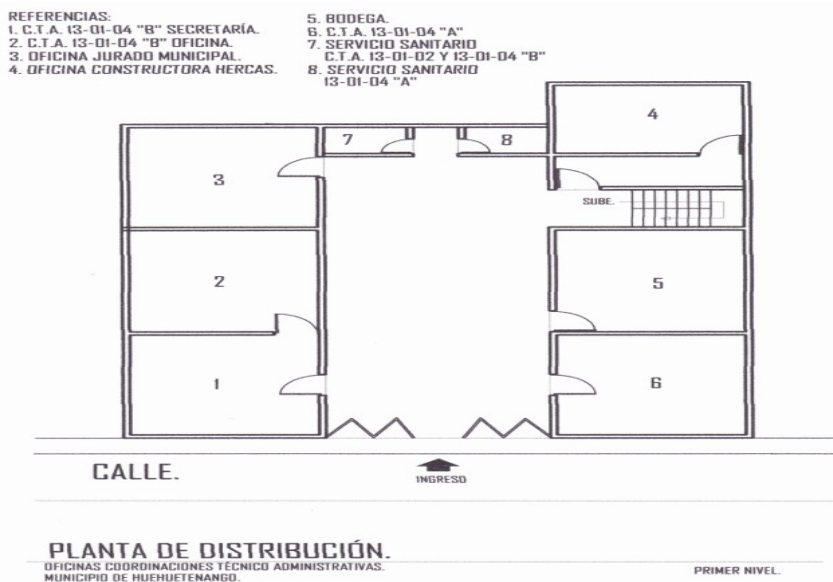 REFERENCIAS:
1. C.T.A. 13-01-04 "B" SECRETARÍA.
2. C.T.A. 13-01-04 "B" OFICINA.
3. OFICINA JURADO MUNICIPAL.
4. OFICINA CONSTRUCTORA HERCAS.
5. BODEGA.
6. C.T.A. 13-01-04 "A"
7. SERVICIO SANITARIO
C.T.A. 13-01-02 Y 13-01-04 "B"
8. SERVICIO SANITARIO
13-01-04 "A"
4
7
8
3
SUBE.
2
5
1
6
CALLE.
INGRESO
PLANTA DE DISTRIBUCIÓN.
OFICINAS COORDINACIONES TÉCNICO ADMINISTRATIVAS.
MUNICIPIO DE HUEHUETENANGO.
PRIMER NIVEL.